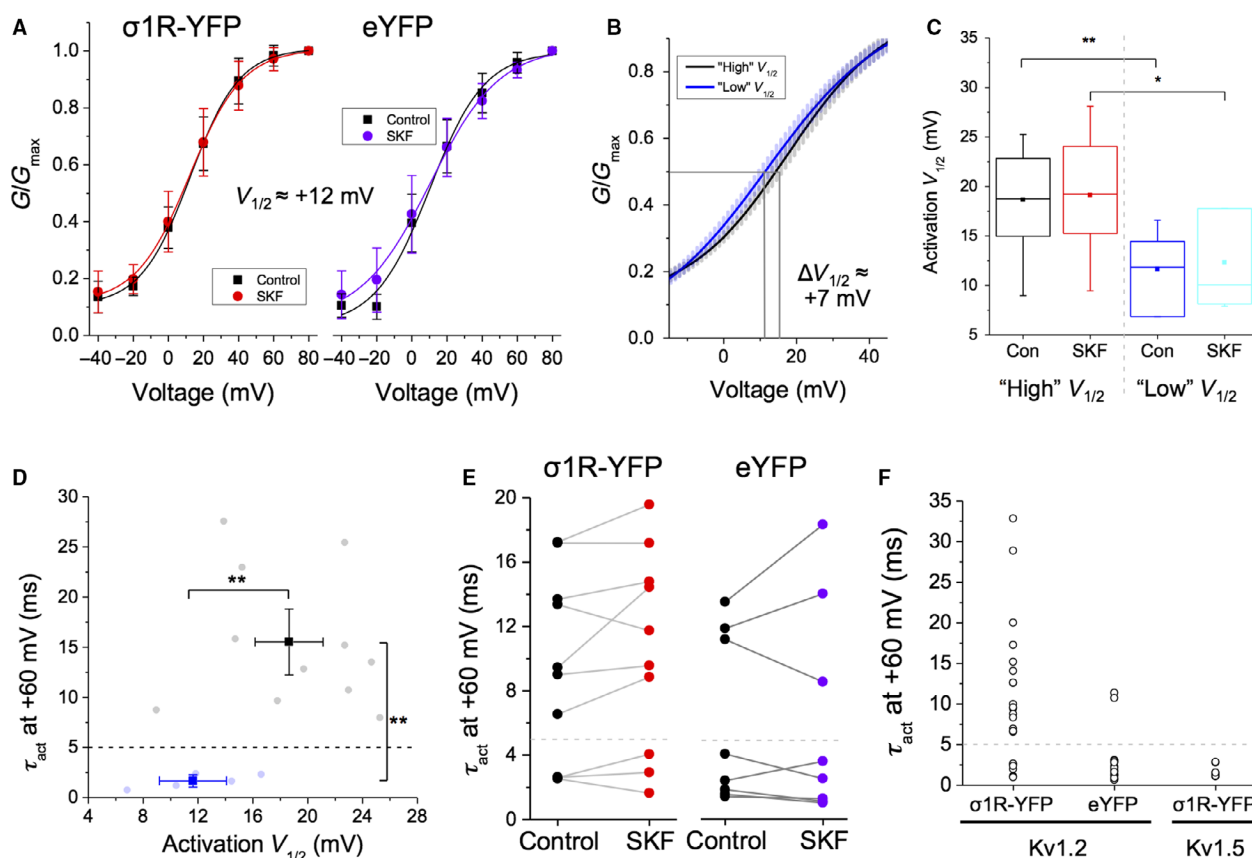 A
σ1R-YFP
eYFP
G/Gmax
1.0
0.8
0.6
0.4
0.2
0.0
Control
SKF
V1/2 ≈ +12 mV
Control
SKF
−40 −20 0 20 40 60 80
−40 −20 0 20 40 60 80
Voltage (mV)
Voltage (mV)
B
"High" V1/2
"Low" V1/2
G/Gmax
0.8
0.6
0.4
0.2
0.0
ΔV1/2 ≈
+7 mV
0 15 30 45
Voltage (mV)
C
Activation V1/2 (mV)
35
30
25
20
15
10
5
**
*
Con SKF Con SKF
"High" V1/2 "Low" V1/2
D
τact at +60 mV (ms)
30
25
20
15
10
5
0
**
**
4 8 12 16 20 24 28
Activation V1/2 (mV)
E
σ1R-YFP
eYFP
τact at +60 mV (ms)
20
16
12
8
4
0
Control SKF
Control SKF
F
τact at +60 mV (ms)
35
30
25
20
15
10
5
0
σ1R-YFP eYFP σ1R-YFP
Kv1.2 Kv1.5